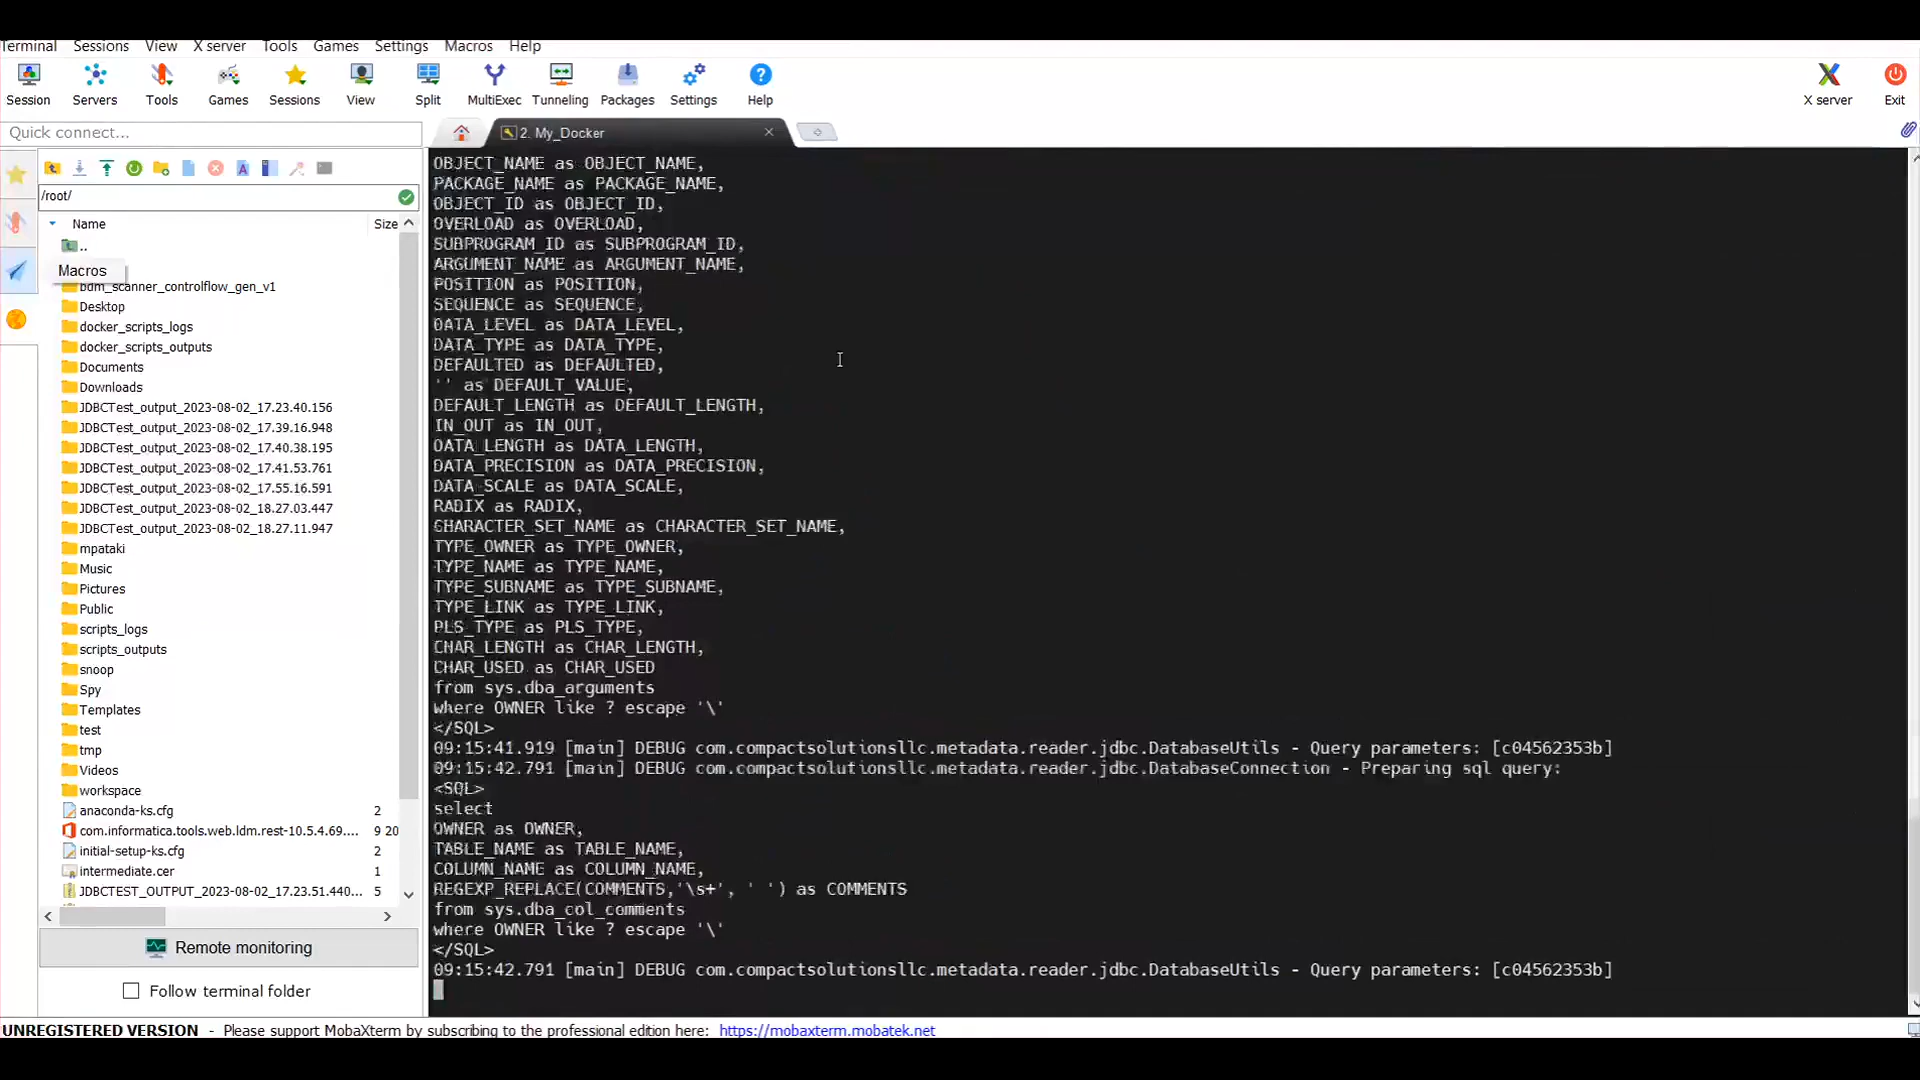 Terminal Sessions View X server Tools Games Settings Macros Help
Session Servers Tools Games Sessions View Split MultiExec Tunneling Packages Settings Help X server Exit
Quick connect...
2. My_Docker
/root/
Name Size
..
Macros
bdm_scanner_controlflow_gen_v1
Desktop
docker_scripts_logs
docker_scripts_outputs
Documents
Downloads
JDBCTest_output_2023-08-02_17.23.40.156
JDBCTest_output_2023-08-02_17.39.16.948
JDBCTest_output_2023-08-02_17.40.38.195
JDBCTest_output_2023-08-02_17.41.53.761
JDBCTest_output_2023-08-02_17.55.16.591
JDBCTest_output_2023-08-02_18.27.03.447
JDBCTest_output_2023-08-02_18.27.11.947
mpataki
Music
Pictures
Public
scripts_logs
scripts_outputs
snoop
Spy
Templates
test
tmp
Videos
workspace
anaconda-ks.cfg 2
com.informatica.tools.web.ldm.rest-10.5.4.69.... 9 20
initial-setup-ks.cfg 2
intermediate.cer 1
JDBCTEST_OUTPUT_2023-08-02_17.23.51.440... 5
Remote monitoring
Follow terminal folder
OBJECT_NAME as OBJECT_NAME,
PACKAGE_NAME as PACKAGE_NAME,
OBJECT_ID as OBJECT_ID,
OVERLOAD as OVERLOAD,
SUBPROGRAM_ID as SUBPROGRAM_ID,
ARGUMENT_NAME as ARGUMENT_NAME,
POSITION as POSITION,
SEQUENCE as SEQUENCE,
DATA_LEVEL as DATA_LEVEL,
DATA_TYPE as DATA_TYPE,
DEFAULTED as DEFAULTED,
'' as DEFAULT_VALUE,
DEFAULT_LENGTH as DEFAULT_LENGTH,
IN_OUT as IN_OUT,
DATA_LENGTH as DATA_LENGTH,
DATA_PRECISION as DATA_PRECISION,
DATA_SCALE as DATA_SCALE,
RADIX as RADIX,
CHARACTER_SET_NAME as CHARACTER_SET_NAME,
TYPE_OWNER as TYPE_OWNER,
TYPE_NAME as TYPE_NAME,
TYPE_SUBNAME as TYPE_SUBNAME,
TYPE_LINK as TYPE_LINK,
PLS_TYPE as PLS_TYPE,
CHAR_LENGTH as CHAR_LENGTH,
CHAR_USED as CHAR_USED
from sys.dba_arguments
where OWNER like ? escape '\'
</SQL>
09:15:41.919 [main] DEBUG com.compactsolutionsllc.metadata.reader.jdbc.DatabaseUtils - Query parameters: [c04562353b]
09:15:42.791 [main] DEBUG com.compactsolutionsllc.metadata.reader.jdbc.DatabaseConnection - Preparing sql query:
<SQL>
select
OWNER as OWNER,
TABLE_NAME as TABLE_NAME,
COLUMN_NAME as COLUMN_NAME,
REGEXP_REPLACE(COMMENTS,'\s+', ' ') as COMMENTS
from sys.dba_col_comments
where OWNER like ? escape '\'
</SQL>
09:15:42.791 [main] DEBUG com.compactsolutionsllc.metadata.reader.jdbc.DatabaseUtils - Query parameters: [c04562353b]
UNREGISTERED VERSION - Please support MobaXterm by subscribing to the professional edition here: https://mobaxterm.mobatek.net